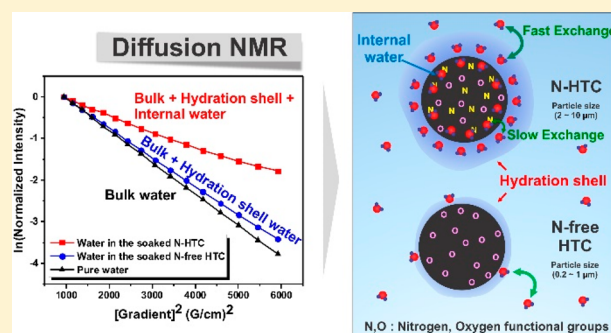 Diffusion NMR
Bulk + Hydration shell +
Internal water
Bulk + Hydration shell water
Bulk water
Water in the soaked N-HTC
Water in the soaked N-free HTC
Pure water
ln(Normalized Intensity)
0
-1
-2
-3
-4
1000 2000 3000 4000 5000 6000
[Gradient]² (G/cm)²
Internal
water
Fast Exchange
N-HTC
Particle size
(2 ~ 10 μm)
Slow Exchange
Hydration shell
N-free
HTC
Particle size
(0.2 ~ 1 μm)
N,O : Nitrogen, Oxygen functional groups